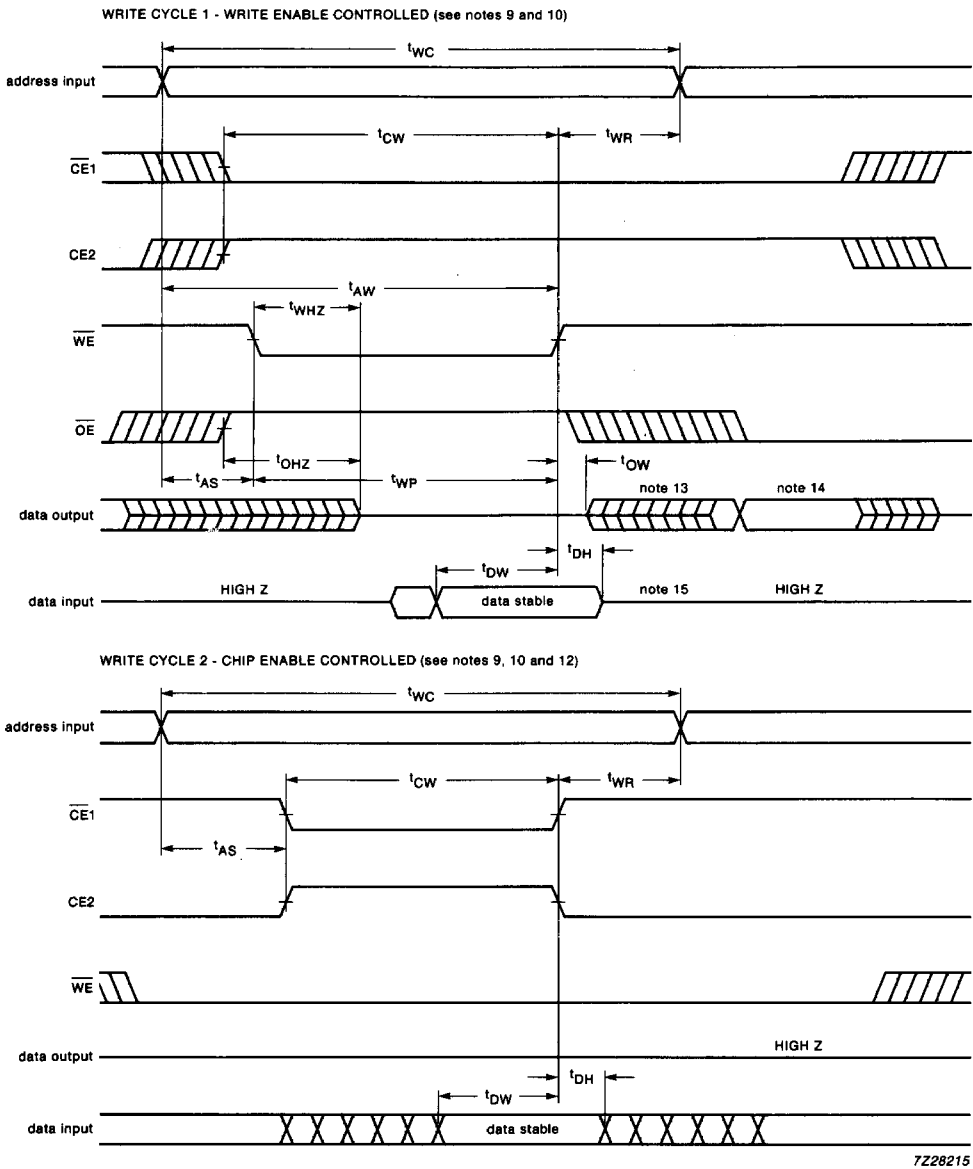 WRITE CYCLE 1 - WRITE ENABLE CONTROLLED (see notes 9 and 10)
tWC
address input
tCW
tWR
CE1
CE2
tAW
tWHZ
WE
OE
tOHZ
tOW
tAS
tWP
note 13
note 14
data output
tDH
tDW
HIGH Z
data input
data stable
note 15
HIGH Z
WRITE CYCLE 2 - CHIP ENABLE CONTROLLED (see notes 9, 10 and 12)
tWC
address input
tCW
tWR
CE1
tAS
CE2
WE
HIGH Z
data output
tDH
tDW
data input
data stable
7Z28215